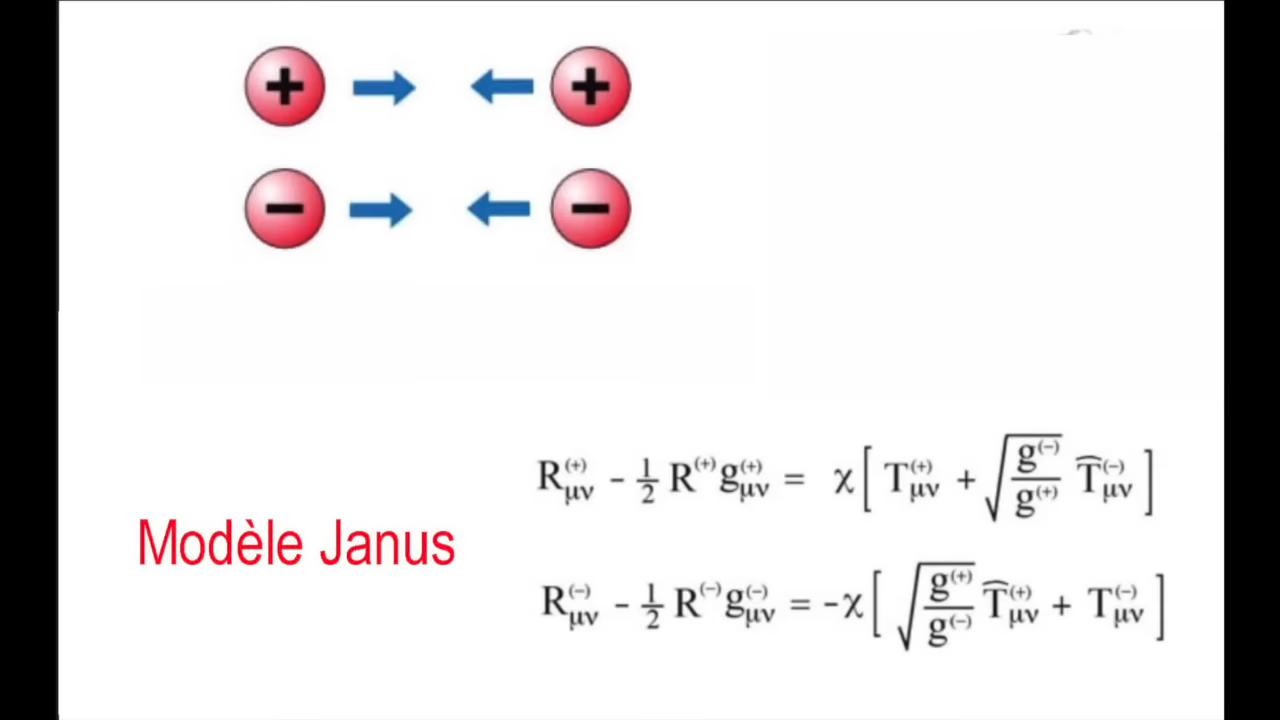 + +
− −
R⁽⁺⁾μν - 1/2 R⁽⁺⁾ g⁽⁺⁾μν = χ [ T⁽⁺⁾μν + √(g⁽⁻⁾/g⁽⁺⁾) T̂⁽⁻⁾μν ]
Modèle Janus
R⁽⁻⁾μν - 1/2 R⁽⁻⁾ g⁽⁻⁾μν = -χ [ √(g⁽⁺⁾/g⁽⁻⁾) T̂⁽⁺⁾μν + T⁽⁻⁾μν ]